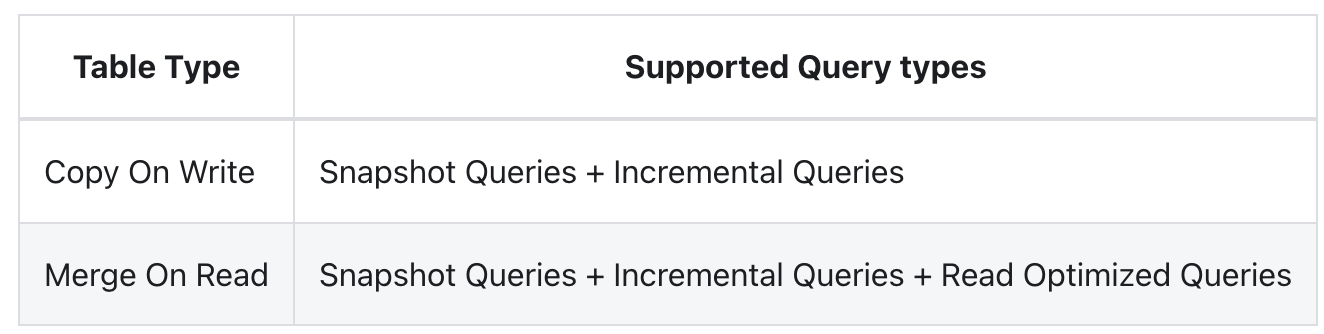 Table Type
Supported Query types
Copy On Write
Snapshot Queries + Incremental Queries
Merge On Read
Snapshot Queries + Incremental Queries + Read Optimized Queries